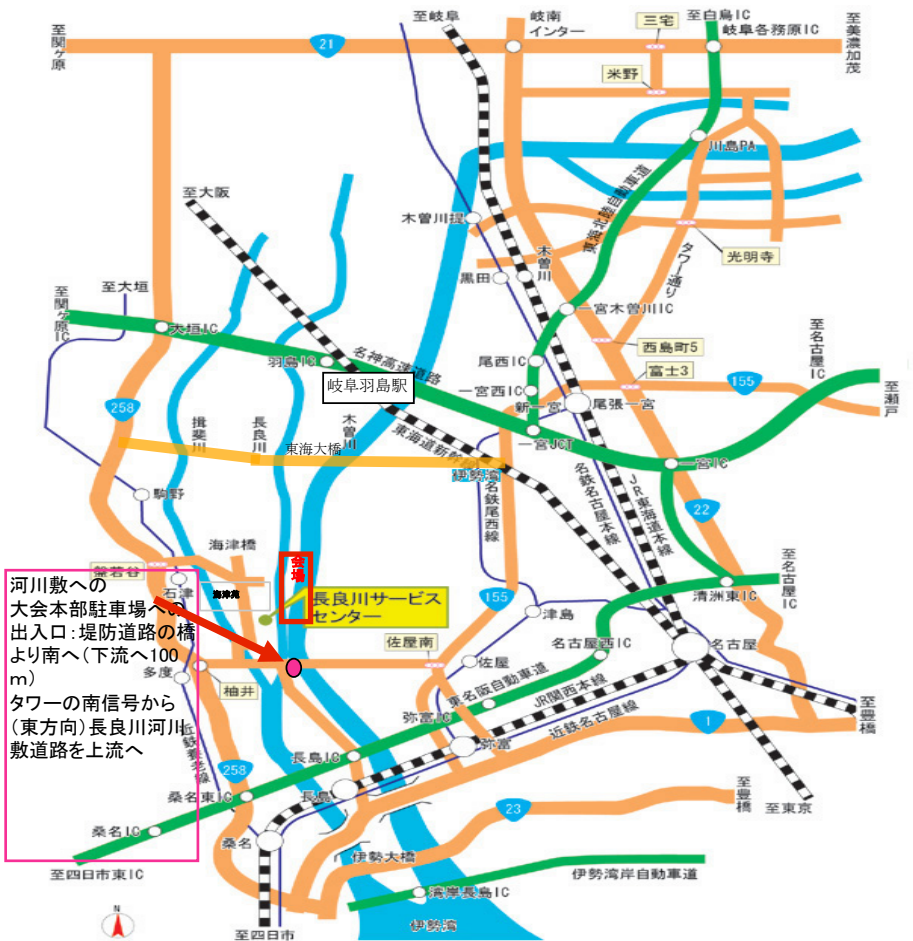 至岐阜
岐南
インター
三宅
至白鳥IC
岐阜各務原IC
至美濃加茂
至関ヶ原
21
米野
川島PA
至大阪
東海北陸自動車道
木曽川堤
木曽川
黒田
光明寺
タワー通り
至大垣
至関ヶ原IC
大垣IC
一宮木曽川IC
羽島IC
名神高速道路
尾西IC
西島町5
至名古屋IC
岐阜羽島駅
一宮西IC
富士3
155
新一宮
尾張一宮
至瀬戸
258
揖斐川
長良川
木曽川
東海大橋
東海道新幹線
一宮JCT
伊勢湾
一宮IC
名鉄尾西線
名鉄名古屋本線
JR東海道本線
駒野
22
海津橋
会場
盤若谷
石津
海津苑
長良川サービス
センター
155
清洲東IC
至名古屋IC
津島
河川敷への
大会本部駐車場への
出入口:堤防道路の橋
より南へ(下流へ100
m)
タワーの南信号から
(東方向)長良川河川
敷道路を上流へ
佐屋南
佐屋
名古屋西IC
名古屋
多度
柚井
東名阪自動車道
JR関西本線
弥富IC
近鉄名古屋線
至豊橋
1
近鉄養老線
弥富
長島IC
258
桑名東IC
長島
至豊橋
23
至東京
桑名IC
桑名
伊勢大橋
至四日市東IC
伊勢湾岸自動車道
湾岸長島IC
伊勢湾
N
至四日市